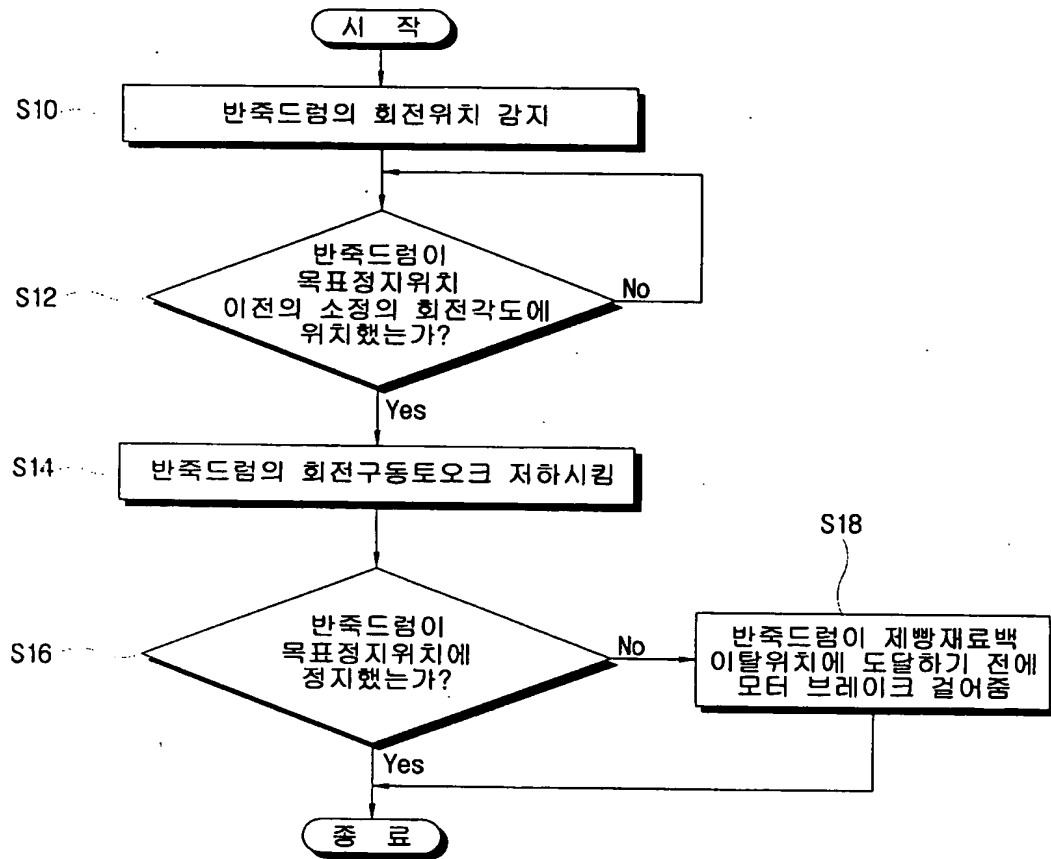 시 작
S10
반죽드럼의 회전위치 감지
반죽드럼이
목표정지위치
이전의 소정의 회전각도에
위치했는가?
S12
No
Yes
S14
반죽드럼의 회전구동토오크 저하시킴
S18
반죽드럼이
목표정지위치에
정지했는가?
S16
No
반죽드럼이 제빵재료백
이탈위치에 도달하기 전에
모터 브레이크 걸어줌
Yes
종 료